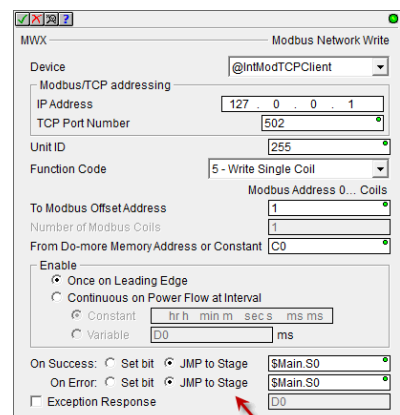 MWX Modbus Network Write
Device @IntModTCPClient
Modbus/TCP addressing
IP Address 127 . 0 . 0 . 1
TCP Port Number 502
Unit ID 255
Function Code 5 - Write Single Coil
Modbus Address 0... Coils
To Modbus Offset Address 1
Number of Modbus Coils 1
From Do-more Memory Address or Constant C0
Enable
Once on Leading Edge
Continuous on Power Flow at Interval
Constant hr h min m sec s ms ms
Variable D0 ms
On Success: Set bit JMP to Stage $Main.S0
On Error: Set bit JMP to Stage $Main.S0
Exception Response D0